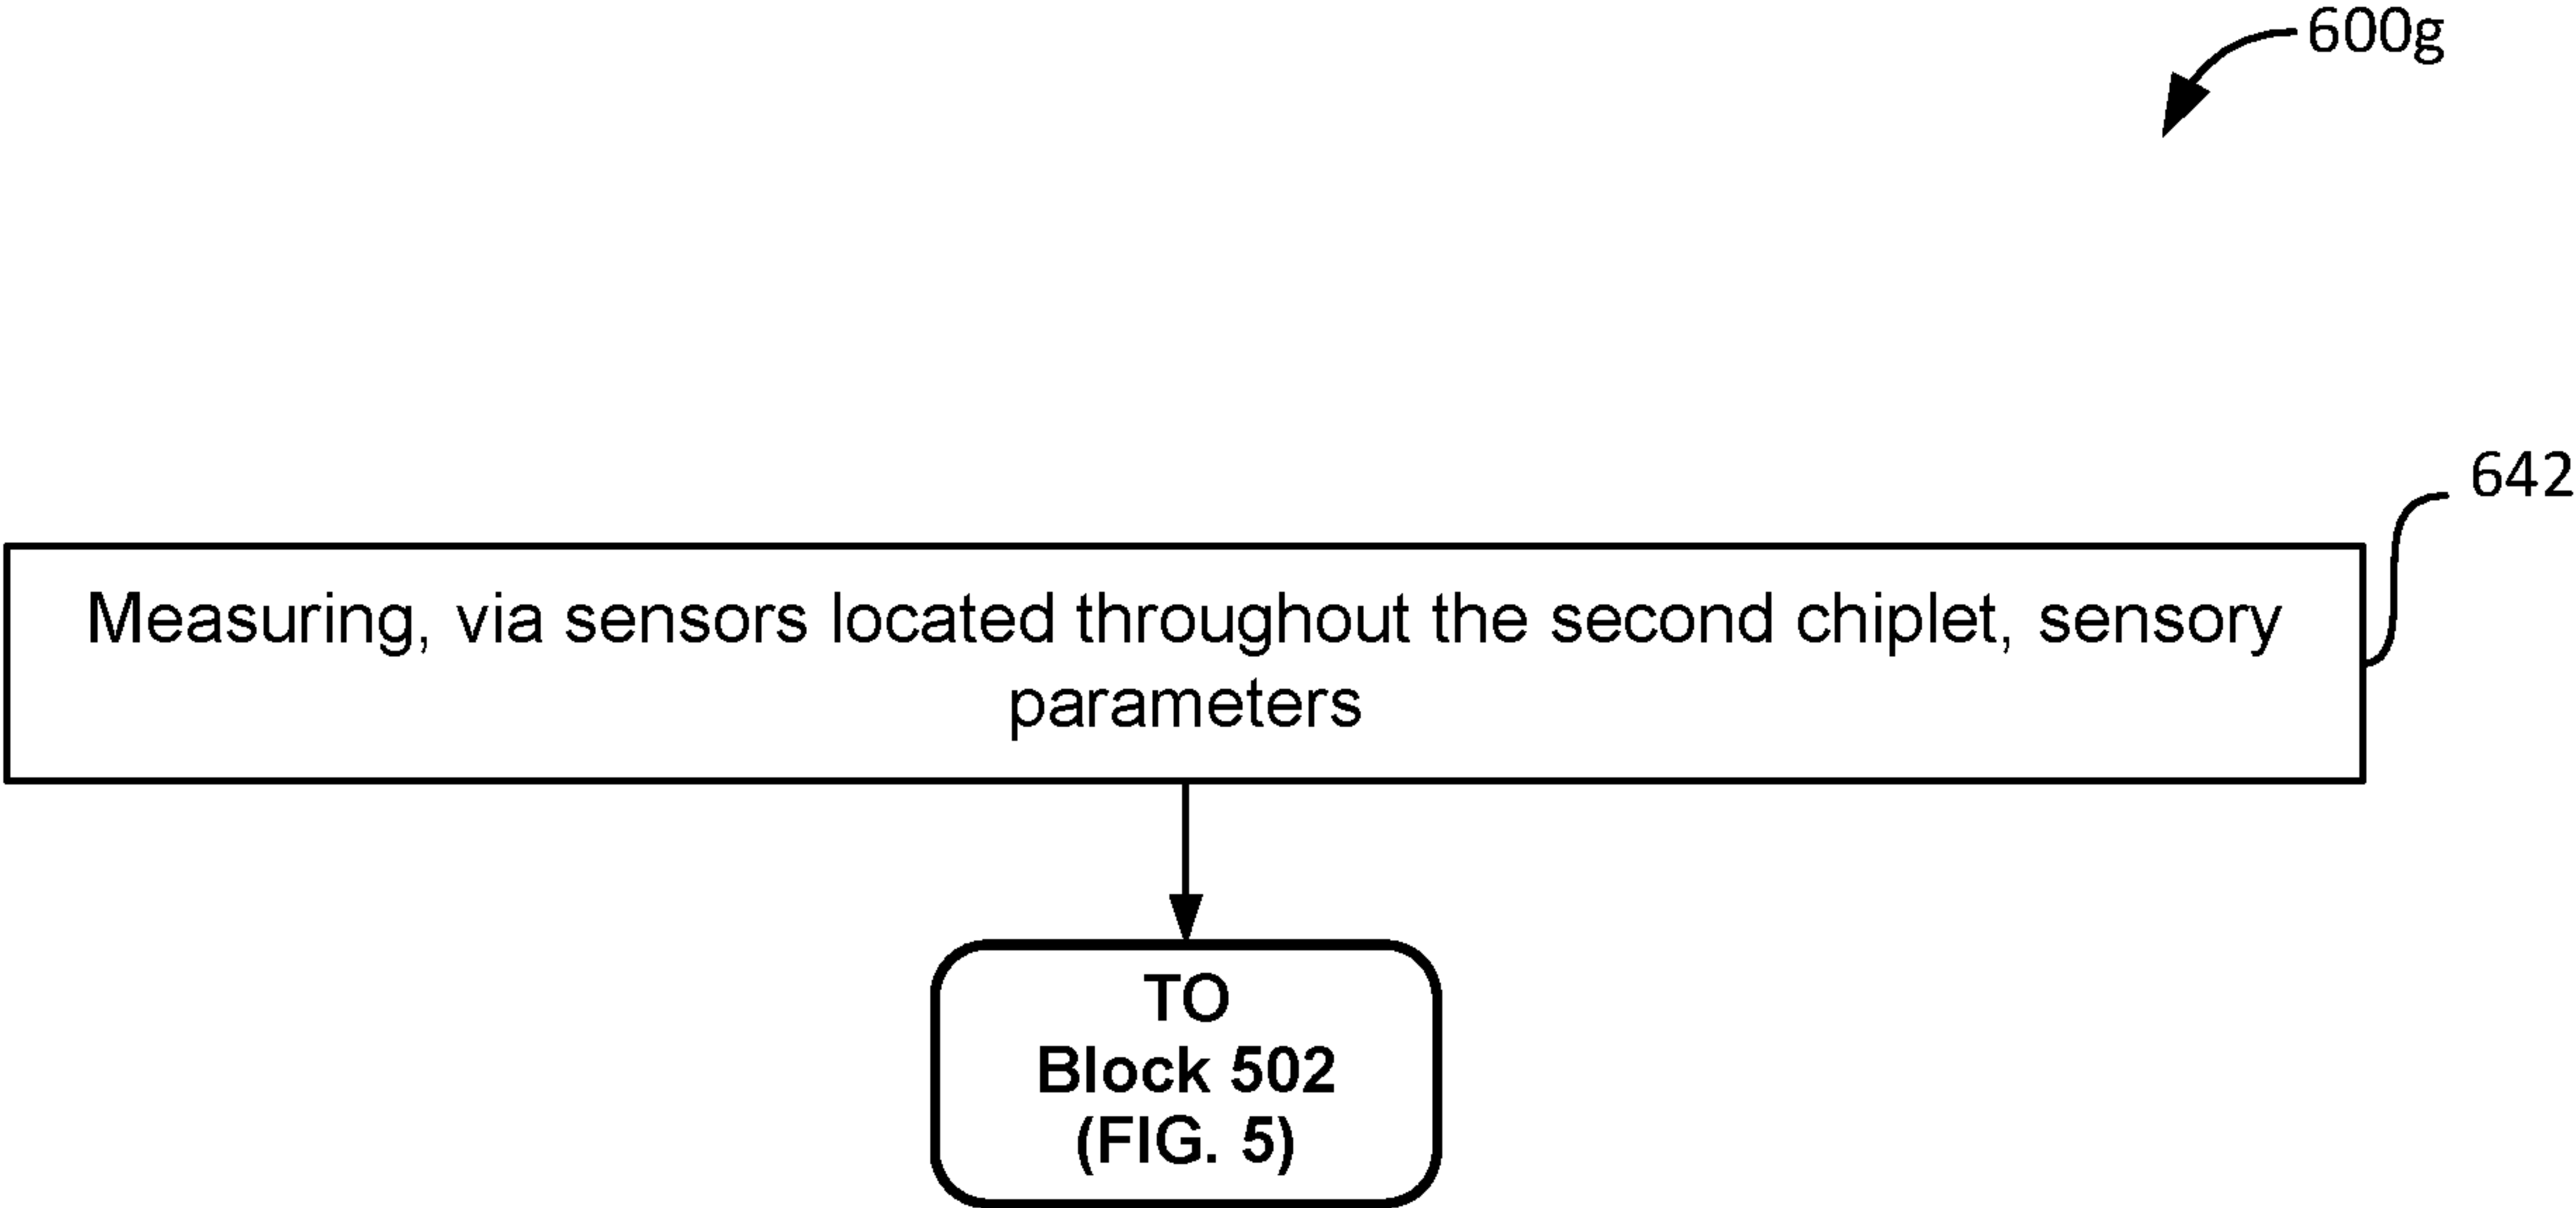 600g
642
Measuring, via sensors located throughout the second chiplet, sensory
parameters
TO
Block 502
(FIG. 5)